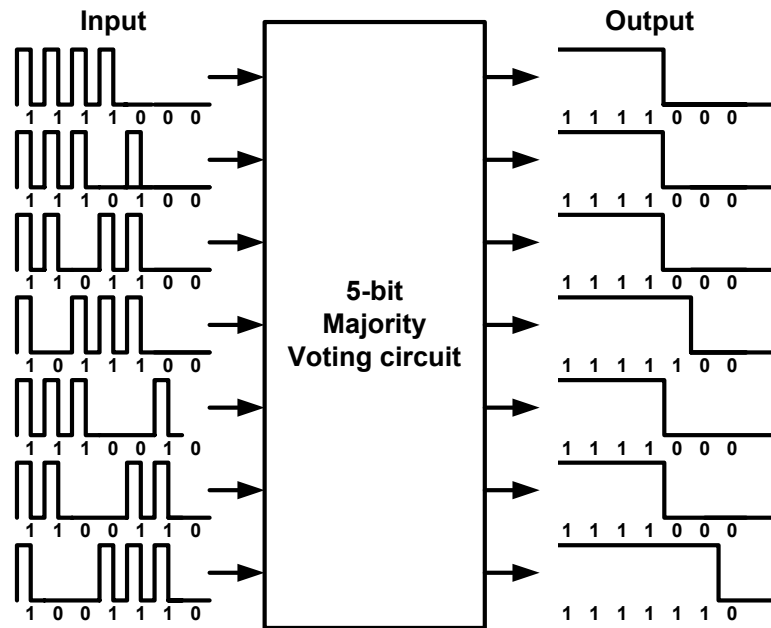 Input Output
1 1 1 1 0 0 0 1 1 1 1 0 0 0
1 1 1 0 1 0 0 1 1 1 1 0 0 0
1 1 0 1 1 0 0 1 1 1 1 0 0 0
5-bit
Majority
Voting circuit
1 0 1 1 1 0 0 1 1 1 1 1 0 0
1 1 1 0 0 1 0 1 1 1 1 0 0 0
1 1 0 0 1 1 0 1 1 1 1 0 0 0
1 0 0 1 1 1 0 1 1 1 1 1 1 0